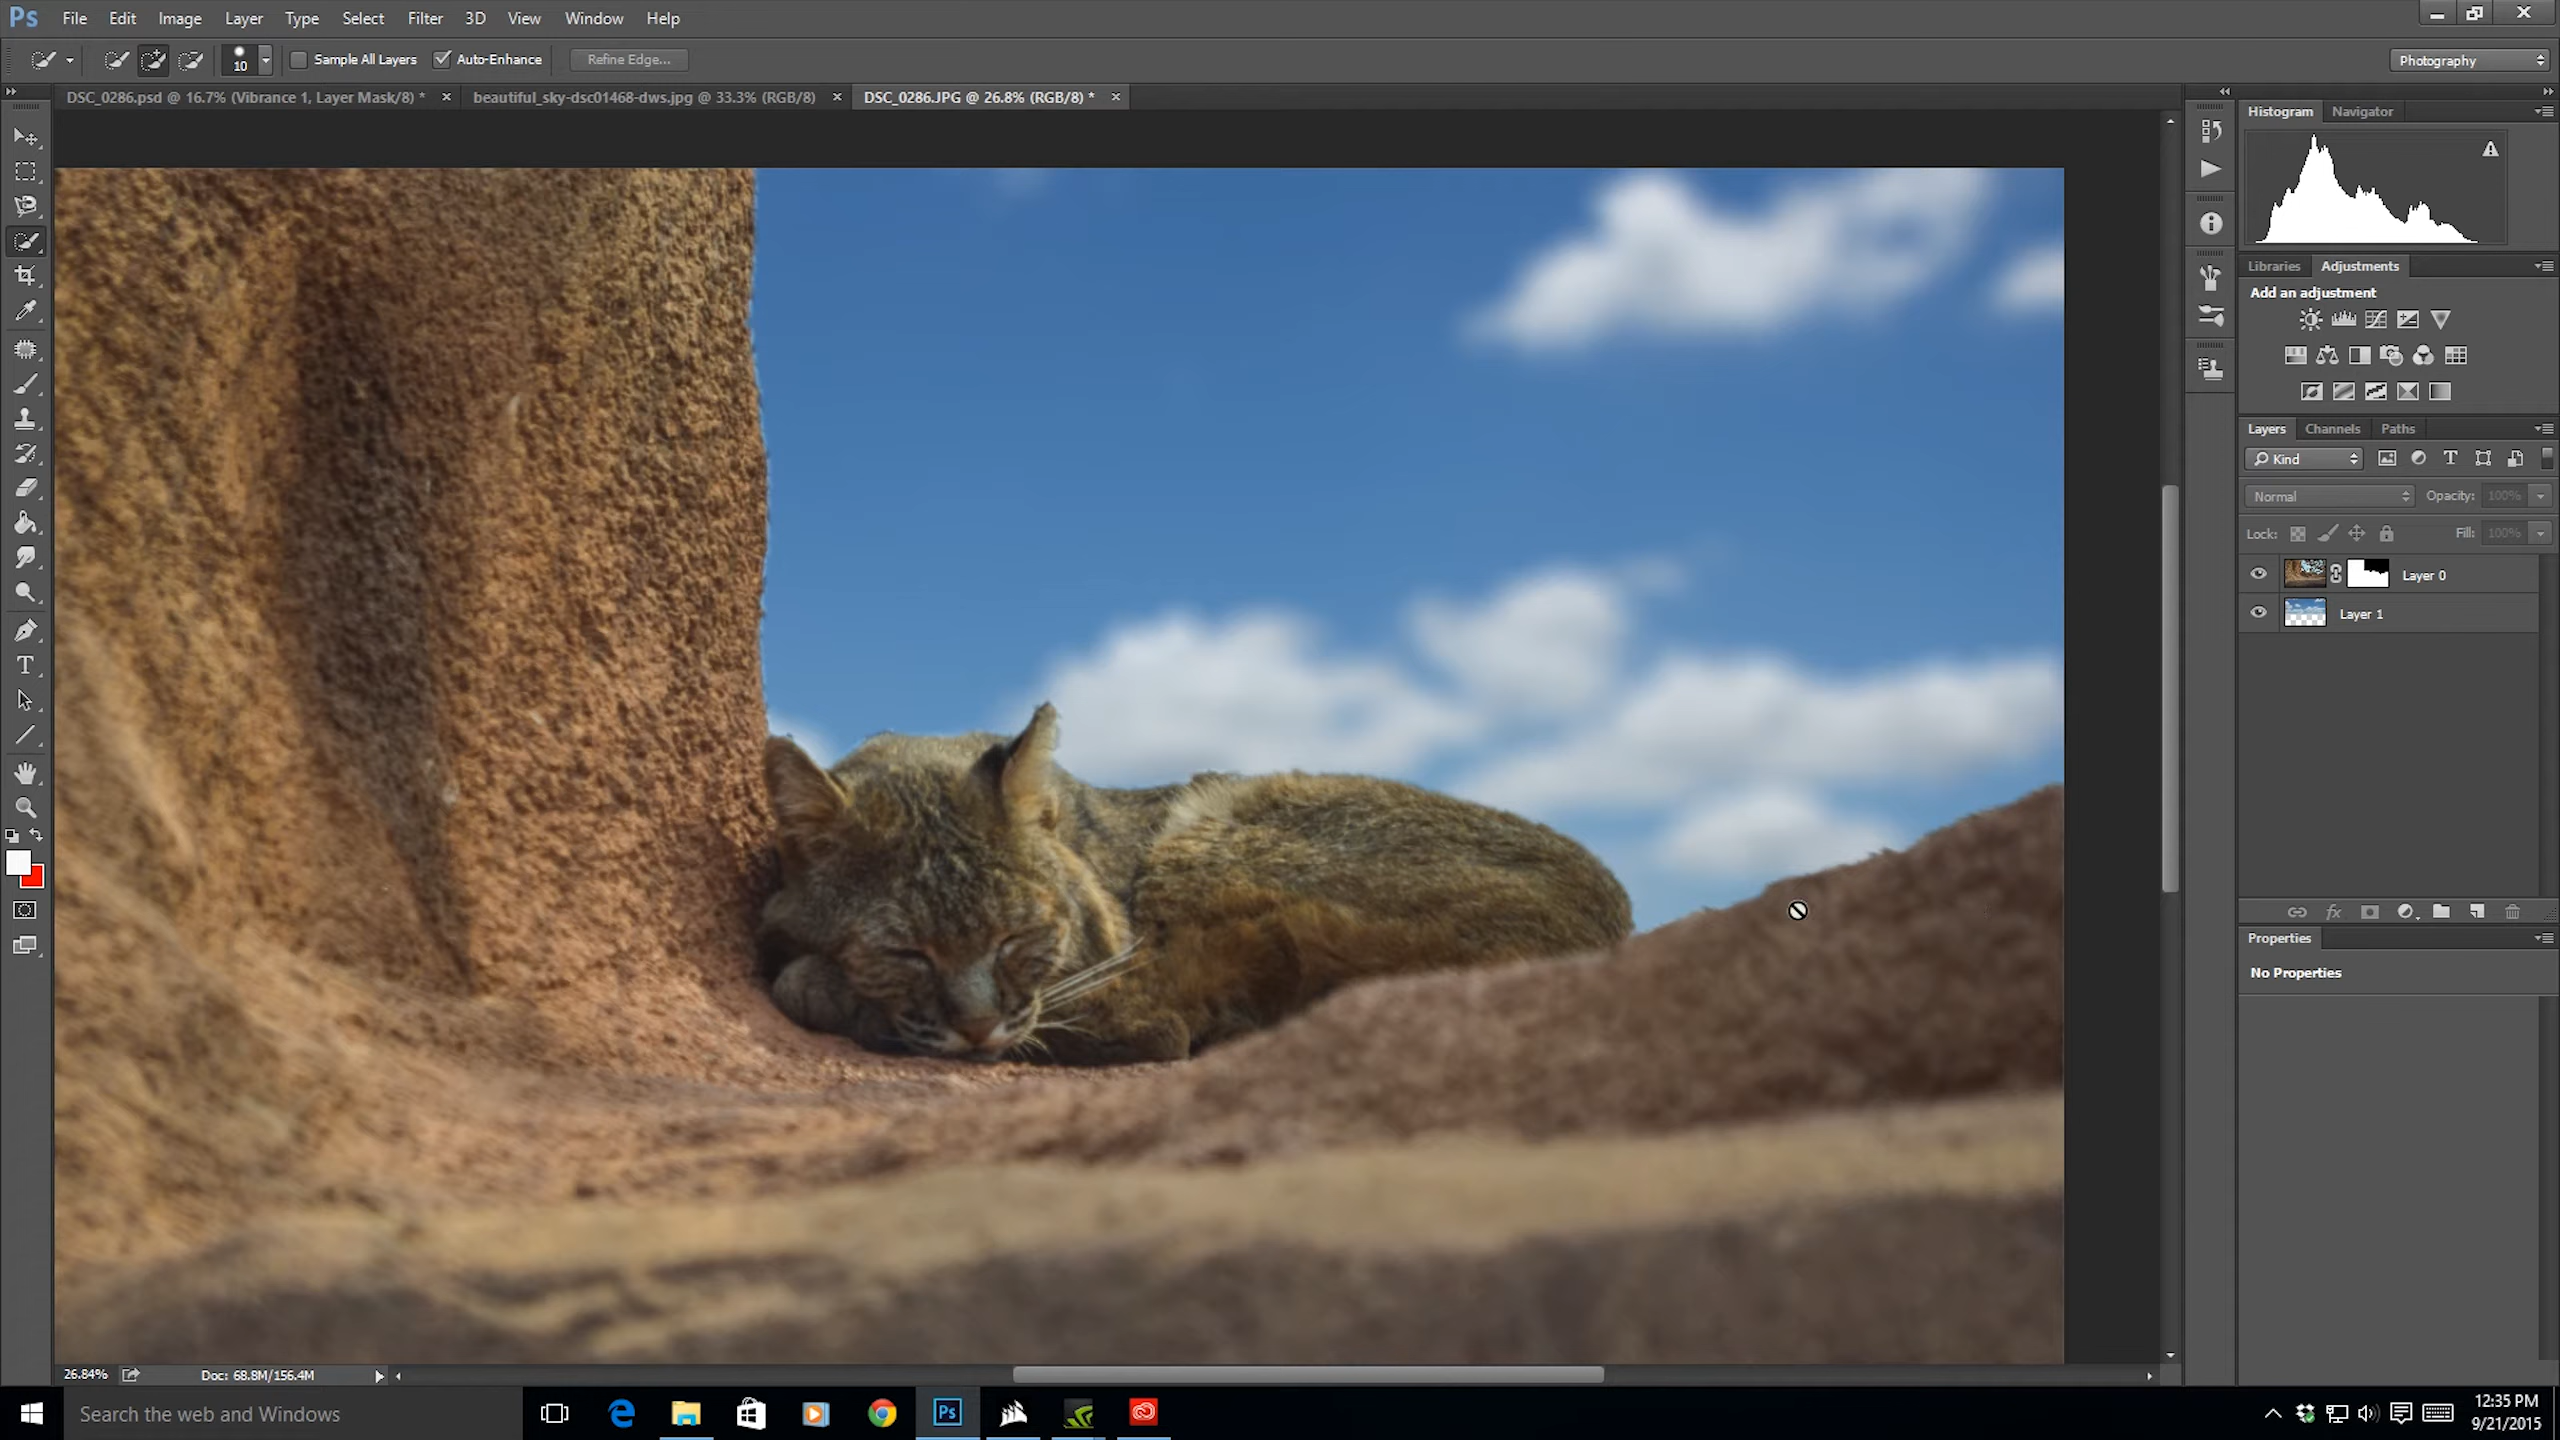 Ps File Edit Image Layer Type Select Filter 3D View Window Help
10 Sample All Layers Auto-Enhance Refine Edge... Photography
DSC_0286.psd @ 16.7% (Vibrance 1, Layer Mask/8) * × beautiful_sky-dsc01468-dws.jpg @ 33.3% (RGB/8) × DSC_0286.JPG @ 26.8% (RGB/8) * ×
Histogram Navigator
Libraries Adjustments
Add an adjustment
Layers Channels Paths
Kind
Normal Opacity: 100%
Lock: Fill: 100%
Layer 0
Layer 1
fx
Properties
No Properties
26.84% Doc: 68.8M/156.4M
Search the web and Windows
Ps
12:35 PM
9/21/2015